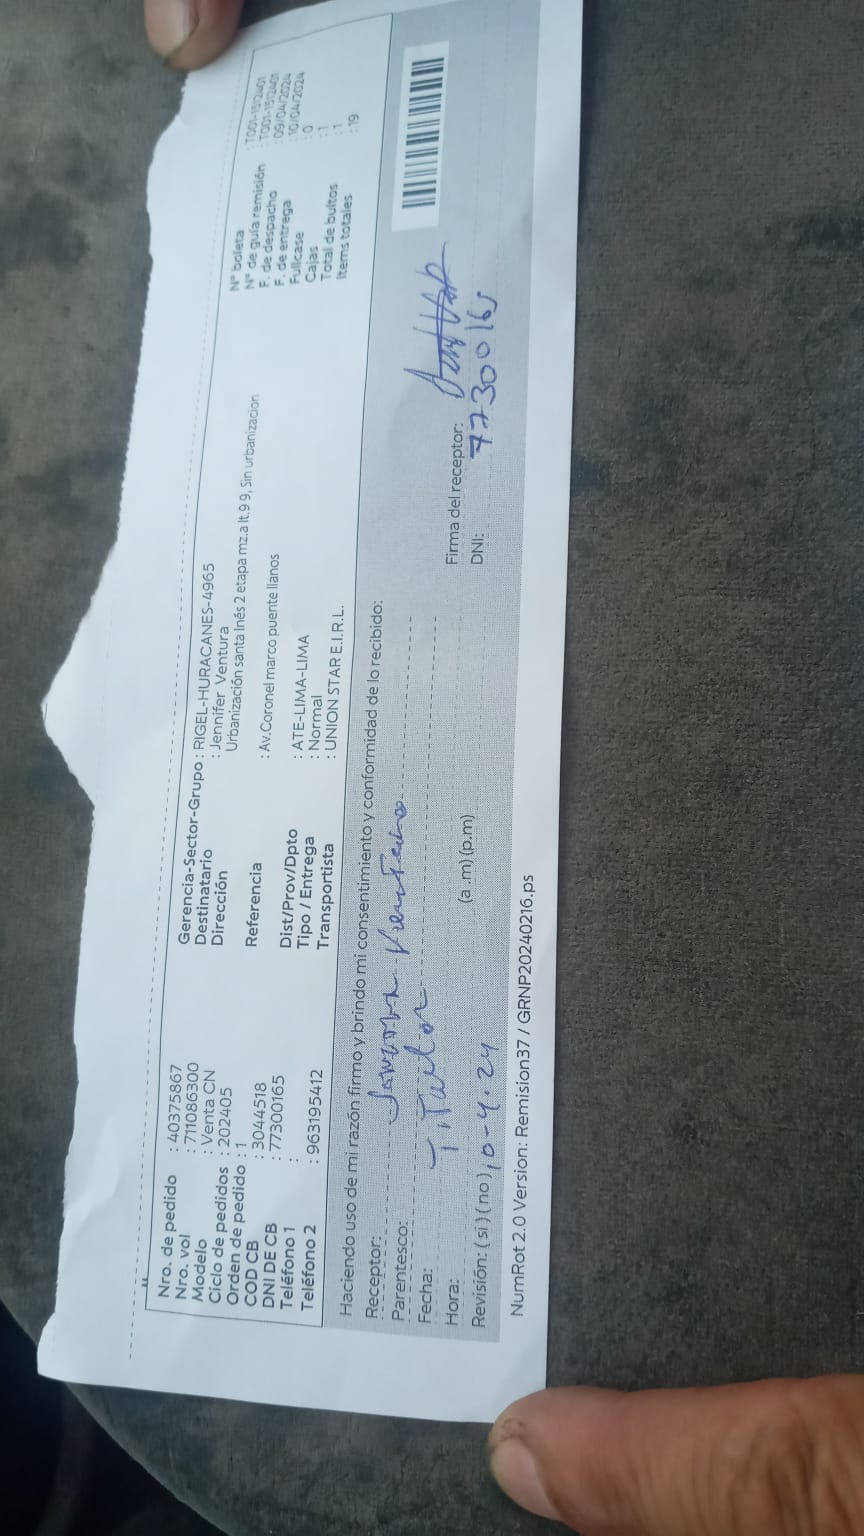 Nro. de pedido : 40375867
Nro. vol : 711086300
Modelo : Venta CN
Ciclo de pedidos : 202405
Orden de pedido : 1
COD CB : 3044518
DNI DE CB : 77300165
Teléfono 1 :
Teléfono 2 : 963195412
Gerencia-Sector-Grupo : RIGEL-HURACANES-4965
Destinatario : Jennifer Ventura
Dirección Urbanización santa Inés 2 etapa mz.a lt.9 9, Sin urbanizacion
Referencia : Av.Coronel marco puente llanos
Dist/Prov/Dpto : ATE-LIMA-LIMA
Tipo / Entrega : Normal
Transportista : UNION STAR E.I.R.L.
N° boleta
N° de guía remisión
F. de despacho : 09/04/2024
F. de entrega : 10/04/2024
Fullcase : 0
Cajas : 1
Total de bultos : 1
Items totales : 19
Haciendo uso de mi razón firmo y brindo mi consentimiento y conformidad de lo recibido:
Receptor:
Parentesco: Titular
Fecha:
Hora: (a .m) (p.m)
Revisión: ( si ) ( no ) 10-4.24
Firma del receptor:
DNI: 7730016
NumRot 2.0 Version: Remision37 / GRNP20240216.ps